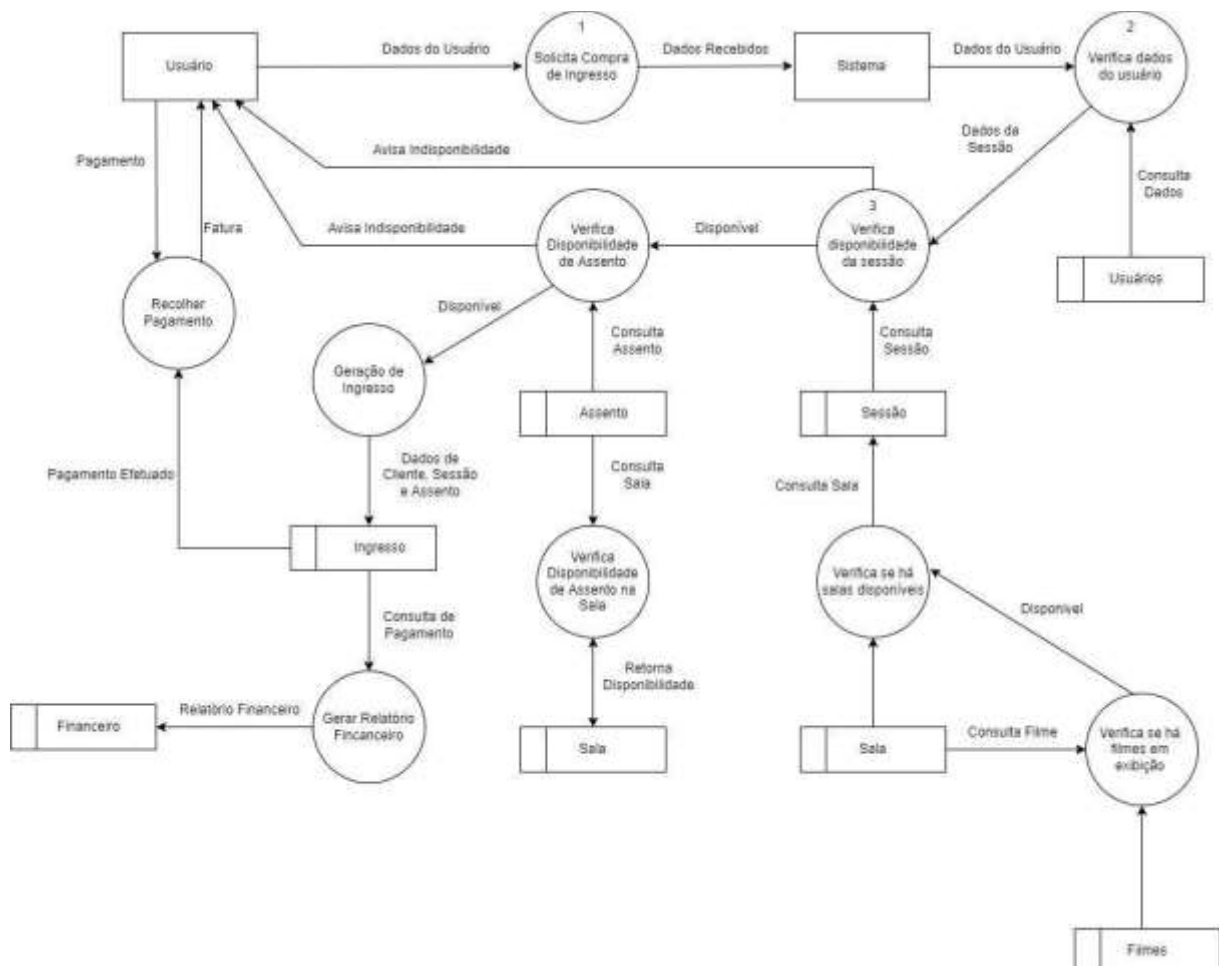 1
Solicita Compra
de Ingresso
2
Verifica dados
do usuário
Usuário
Dados do Usuário
Dados Recebidos
Sistema
Dados do Usuário
Dados da
Sessão
Avisa Indisponibilidade
Pagamento
Consulta
Dados
Fatura
Avisa Indisponibilidade
Verifica
Disponibilidade
de Assento
Disponível
3
Verifica
disponibilidade
da sessão
Usuários
Recolher
Pagamento
Disponível
Consulta
Assento
Consulta
Sessão
Geração de
Ingresso
Assento
Sessão
Pagamento Efetuado
Dados de
Cliente, Sessão
e Assento
Consulta
Sala
Consulta Sala
Ingresso
Verifica
Disponibilidade
de Assento na
Sala
Verifica se há
salas disponíveis
Disponível
Consulta de
Pagamento
Retorna
Disponibilidade
Financeiro
Relatório Financeiro
Gerar Relatório
Fincanceiro
Sala
Sala
Consulta Filme
Verifica se há
filmes em
exibição
Filmes